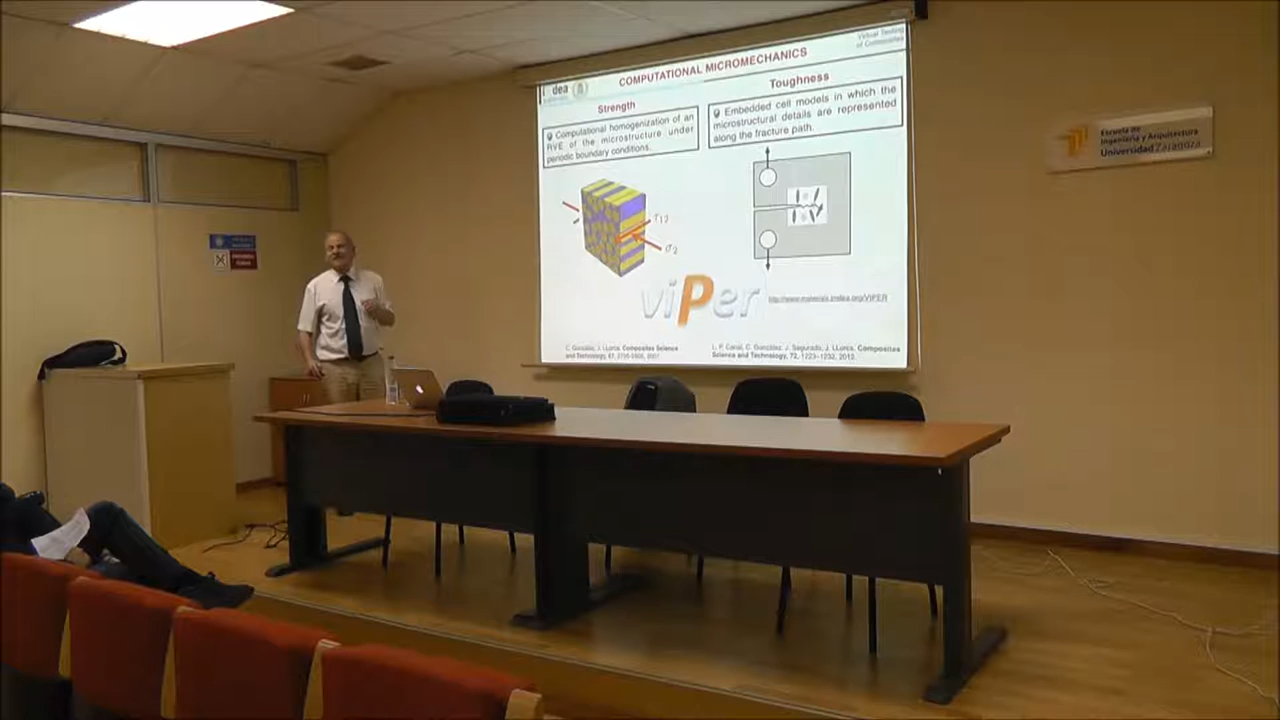 Virtual Testing
of Composites
COMPUTATIONAL MICROMECHANICS
dea
Strength
Computational homogenization of an
RVE of the microstructure under
periodic boundary conditions.
Toughness
Embedded cell models in which the
microstructural details are represented
along the fracture path.
τ12
σ2
viPer
http://www.materials.imdea.org/VIPER
C. González, J. LLorca. Composites Science
and Technology, 67, 2007.
L. P. Canal, C. González, J. Segurado, J. LLorca. Composites
Science and Technology, 72, 1223–1232, 2012.
Escuela de
Ingeniería y Arquitectura
Universidad Zaragoza